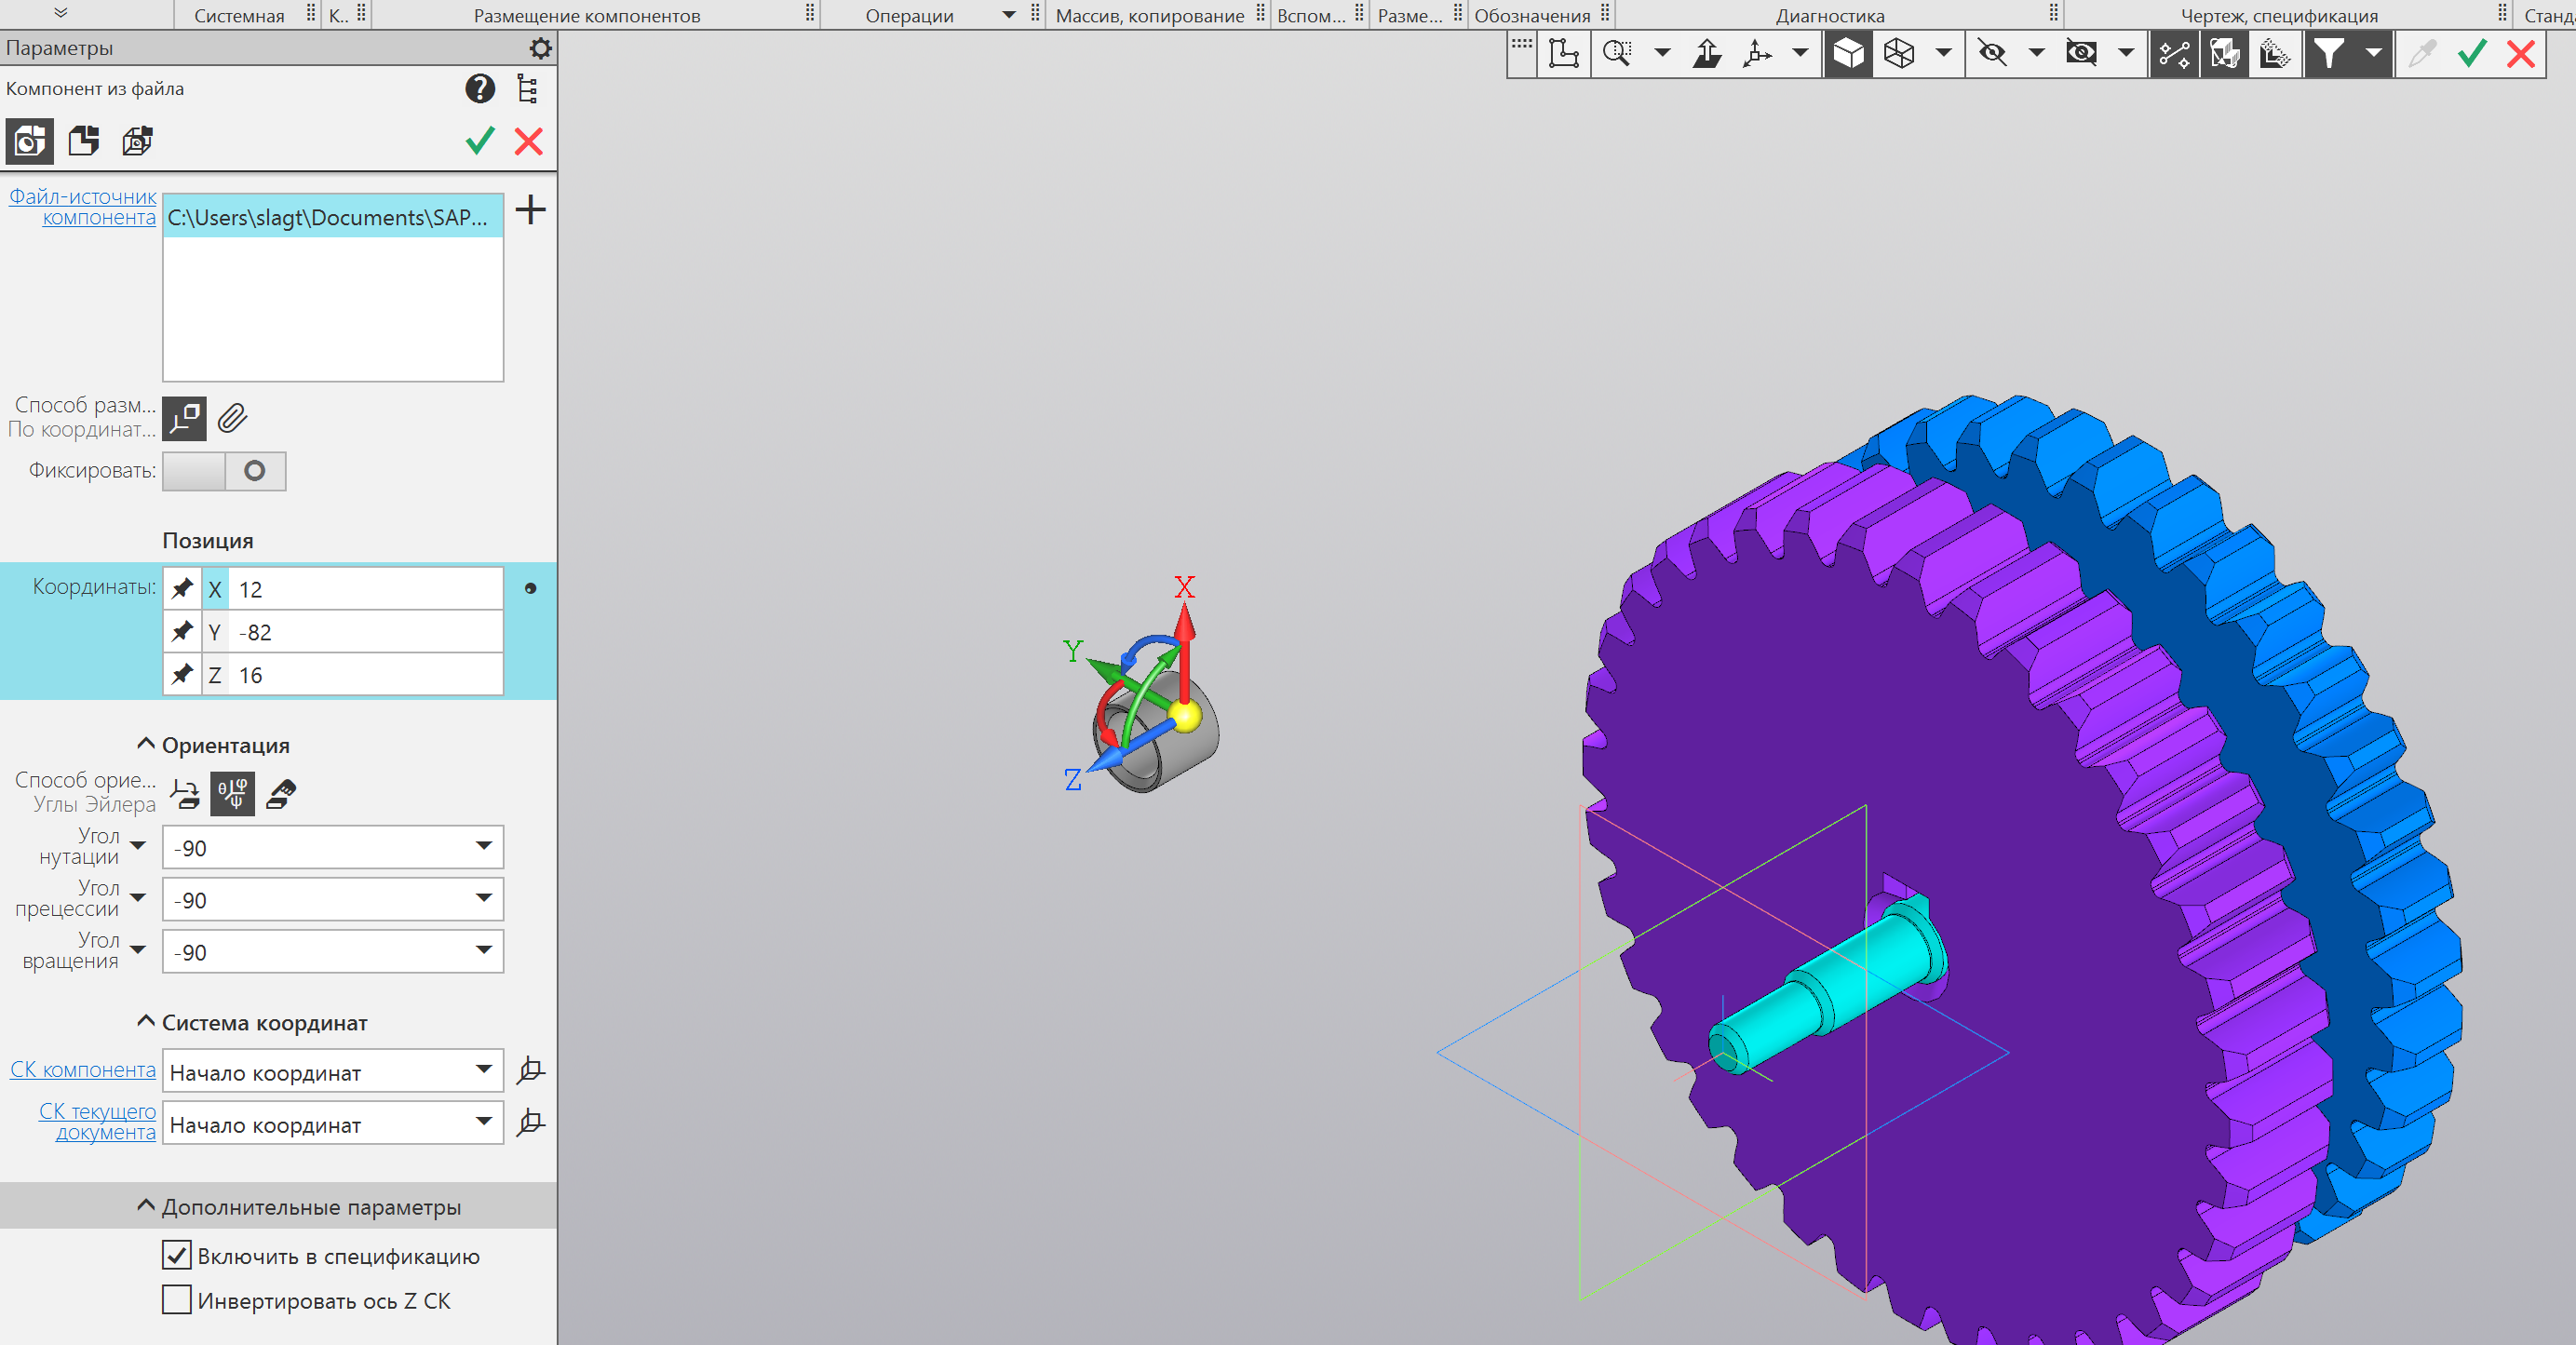 Системная
К..
Размещение компонентов
Операции
Массив, копирование
Вспом...
Разме...
Обозначения
Диагностика
Чертеж, спецификация
Станд
Параметры
Компонент из файла
?
Файл-источник
компонента
C:\Users\slagt\Documents\SAP...
Способ разм...
По координат...
Фиксировать:
Позиция
Координаты:
X 12
Y -82
Z 16
Ориентация
Способ орие...
Углы Эйлера
θ φ ψ
Угол
нутации
-90
Угол
прецессии
-90
Угол
вращения
-90
Система координат
СК компонента
Начало координат
СК текущего
документа
Начало координат
Дополнительные параметры
Включить в спецификацию
Инвертировать ось Z СК
X
Y
Z